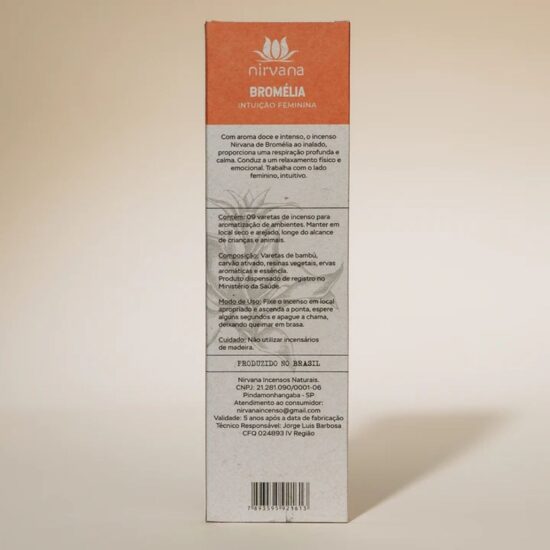 nirvana
BROMÉLIA
INTUIÇÃO FEMININA
Com aroma doce e intenso, o incenso
Nirvana de Bromélia ao inalado,
proporciona uma respiração profunda e
calma. Conduz a um relaxamento físico e
emocional. Trabalha com o lado
feminino, intuitivo.
Contém: 09 varetas de incenso para
aromatização de ambientes. Manter em
local seco e arejado, longe do alcance
de crianças e animais.
Composição: Varetas de bambú,
carvão ativado, resinas vegetais, ervas
aromáticas e essência.
Produto dispensado de registro no
Ministério da Saúde.
Modo de Uso: Fixe o incenso em local
apropriado e ascenda a ponta, espere
alguns segundos e apague a chama,
deixando queimar em brasa.
Cuidado: Não utilizar incensários
de madeira.
PRODUZIDO NO BRASIL
Nirvana Incensos Naturais.
CNPJ: 21.281.090/0001-06
Pindamonhangaba - SP
Atendimento ao consumidor:
nirvanaincenso@gmail.com
Validade: 5 anos após a data de fabricação
Técnico Responsável: Jorge Luis Barbosa
CFQ 024893 IV Região
7 893595 921613